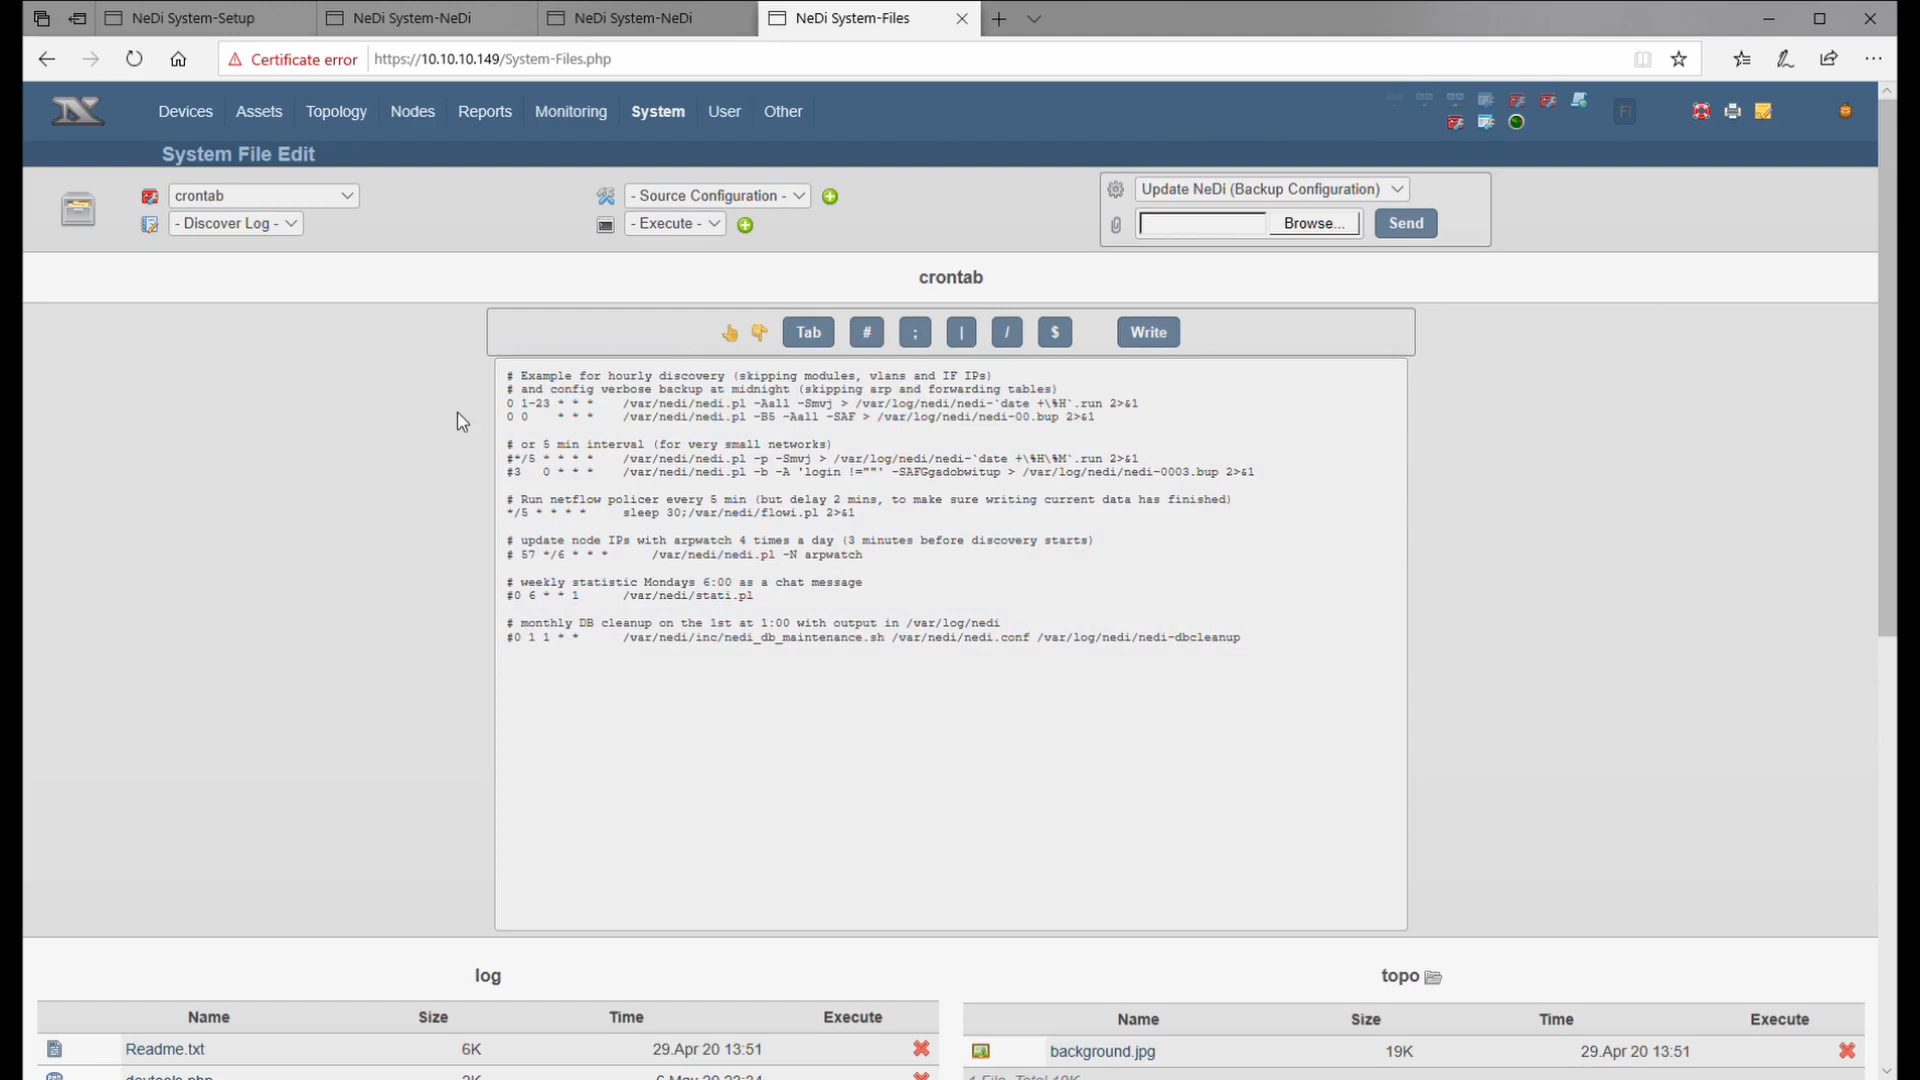 NeDi System-Setup
NeDi System-NeDi
NeDi System-NeDi
NeDi System-Files
Certificate error
https://10.10.10.149/System-Files.php
Devices Assets Topology Nodes Reports Monitoring System User Other
System File Edit
crontab
- Source Configuration -
Update NeDi (Backup Configuration)
- Discover Log -
- Execute -
Browse...
Send
crontab
Tab # ; | / $ Write
# Example for hourly discovery (skipping modules, vlans and IF IPs)
# and config verbose backup at midnight (skipping arp and forwarding tables)
0 1-23 * * * /var/nedi/nedi.pl -Aall -Smvj > /var/log/nedi/nedi-`date +\%H`.run 2>&1
0 0 * * * /var/nedi/nedi.pl -B5 -Aall -SAF > /var/log/nedi/nedi-00.bup 2>&1
# or 5 min interval (for very small networks)
#*/5 * * * * /var/nedi/nedi.pl -p -Smvj > /var/log/nedi/nedi-`date +\%H\%M`.run 2>&1
#3 0 * * * /var/nedi/nedi.pl -b -A 'login !=""' -SAFGgadobwitup > /var/log/nedi/nedi-0003.bup 2>&1
# Run netflow policer every 5 min (but delay 2 mins, to make sure writing current data has finished)
*/5 * * * * sleep 30;/var/nedi/flowi.pl 2>&1
# update node IPs with arpwatch 4 times a day (3 minutes before discovery starts)
# 57 */6 * * * /var/nedi/nedi.pl -N arpwatch
# weekly statistic Mondays 6:00 as a chat message
#0 6 * * 1 /var/nedi/stati.pl
# monthly DB cleanup on the 1st at 1:00 with output in /var/log/nedi
#0 1 1 * * /var/nedi/inc/nedi_db_maintenance.sh /var/nedi/nedi.conf /var/log/nedi/nedi-dbcleanup
log
Name Size Time Execute
Readme.txt 6K 29.Apr 20 13:51
devtools.php 2K 6.May 20 23:34
topo
Name Size Time Execute
background.jpg 19K 29.Apr 20 13:51
1 File, Total 19K